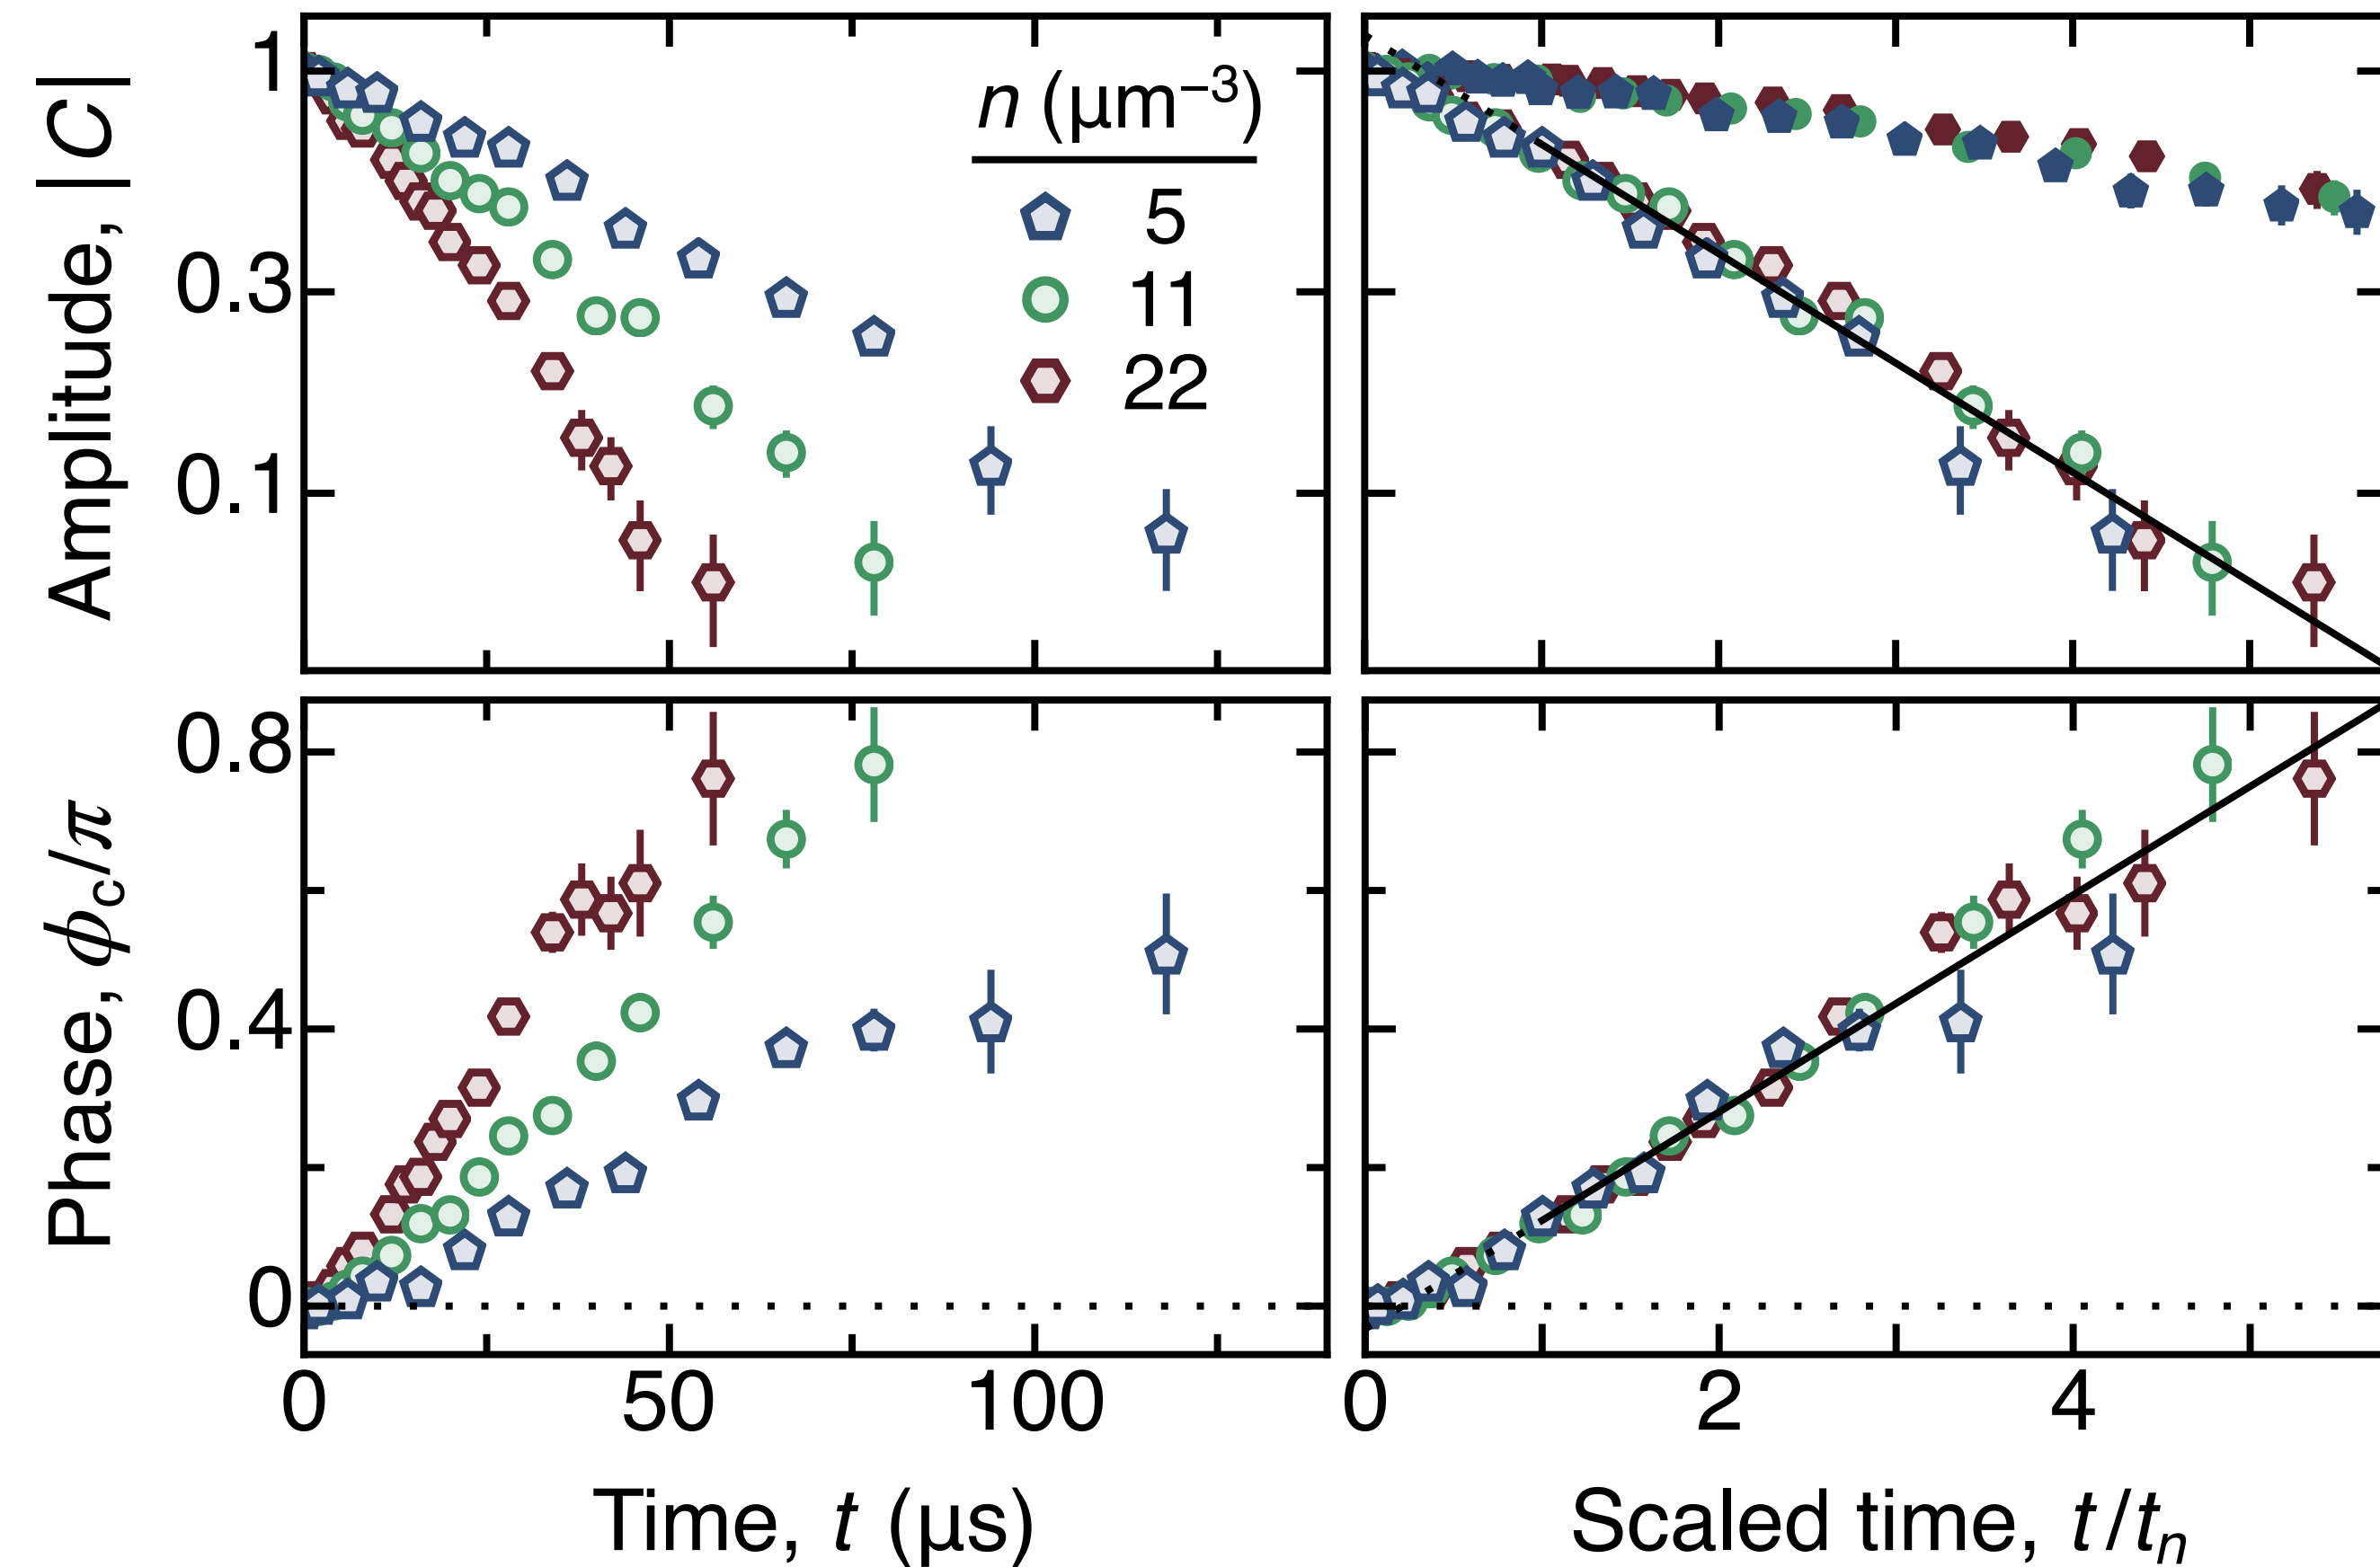 Amplitude, |C|
1
0.3
0.1
n (μm⁻³)
5
11
22
Phase, ϕc/π
0.8
0.4
0
0 50 100
0 2 4
Time, t (μs)
Scaled time, t/tn